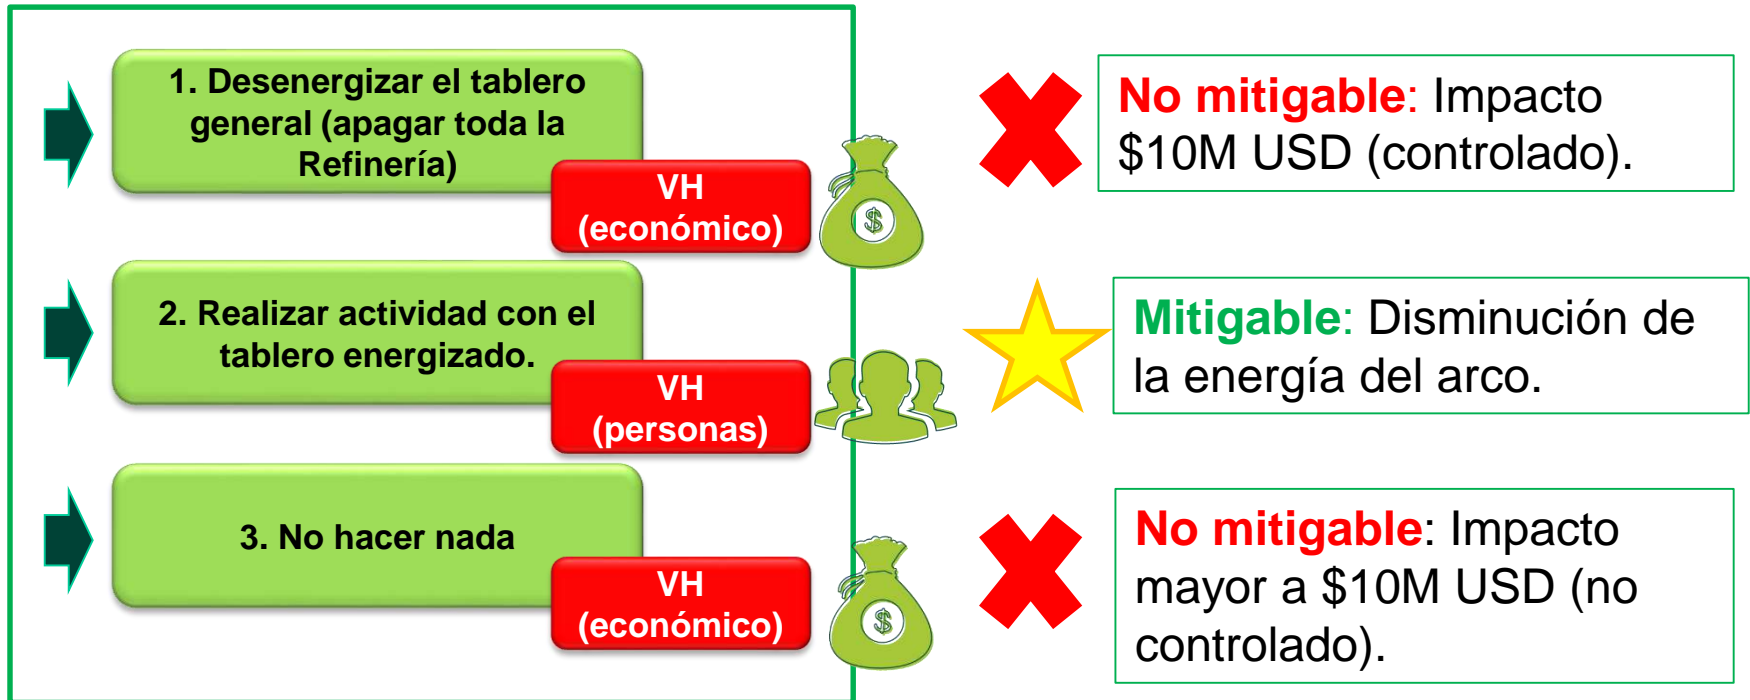 1. Desenergizar el tablero
general (apagar toda la
Refinería)
VH
(económico)
$
No mitigable: Impacto
$10M USD (controlado).
2. Realizar actividad con el
tablero energizado.
VH
(personas)
Mitigable: Disminución de
la energía del arco.
3. No hacer nada
VH
(económico)
$
No mitigable: Impacto
mayor a $10M USD (no
controlado).